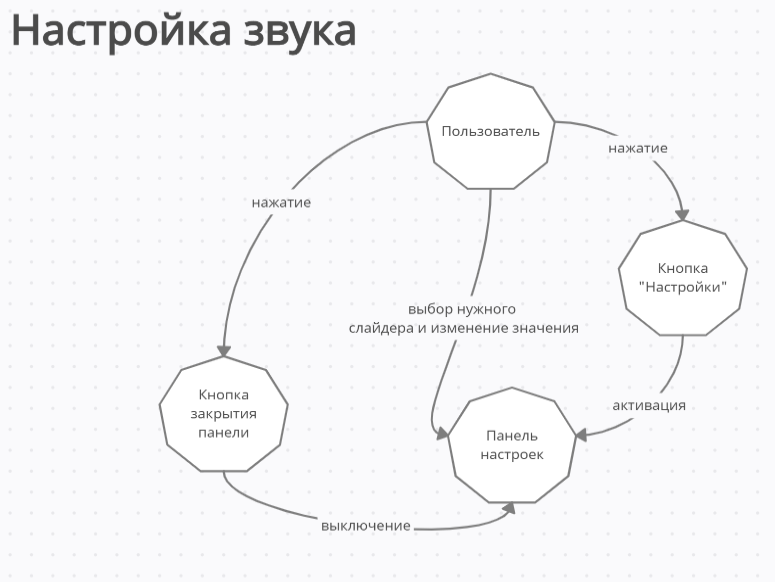 Настройка звука
Пользователь
нажатие
нажатие
Кнопка
"Настройки"
выбор нужного
слайдера и изменение значения
Кнопка
закрытия
панели
активация
Панель
настроек
выключение